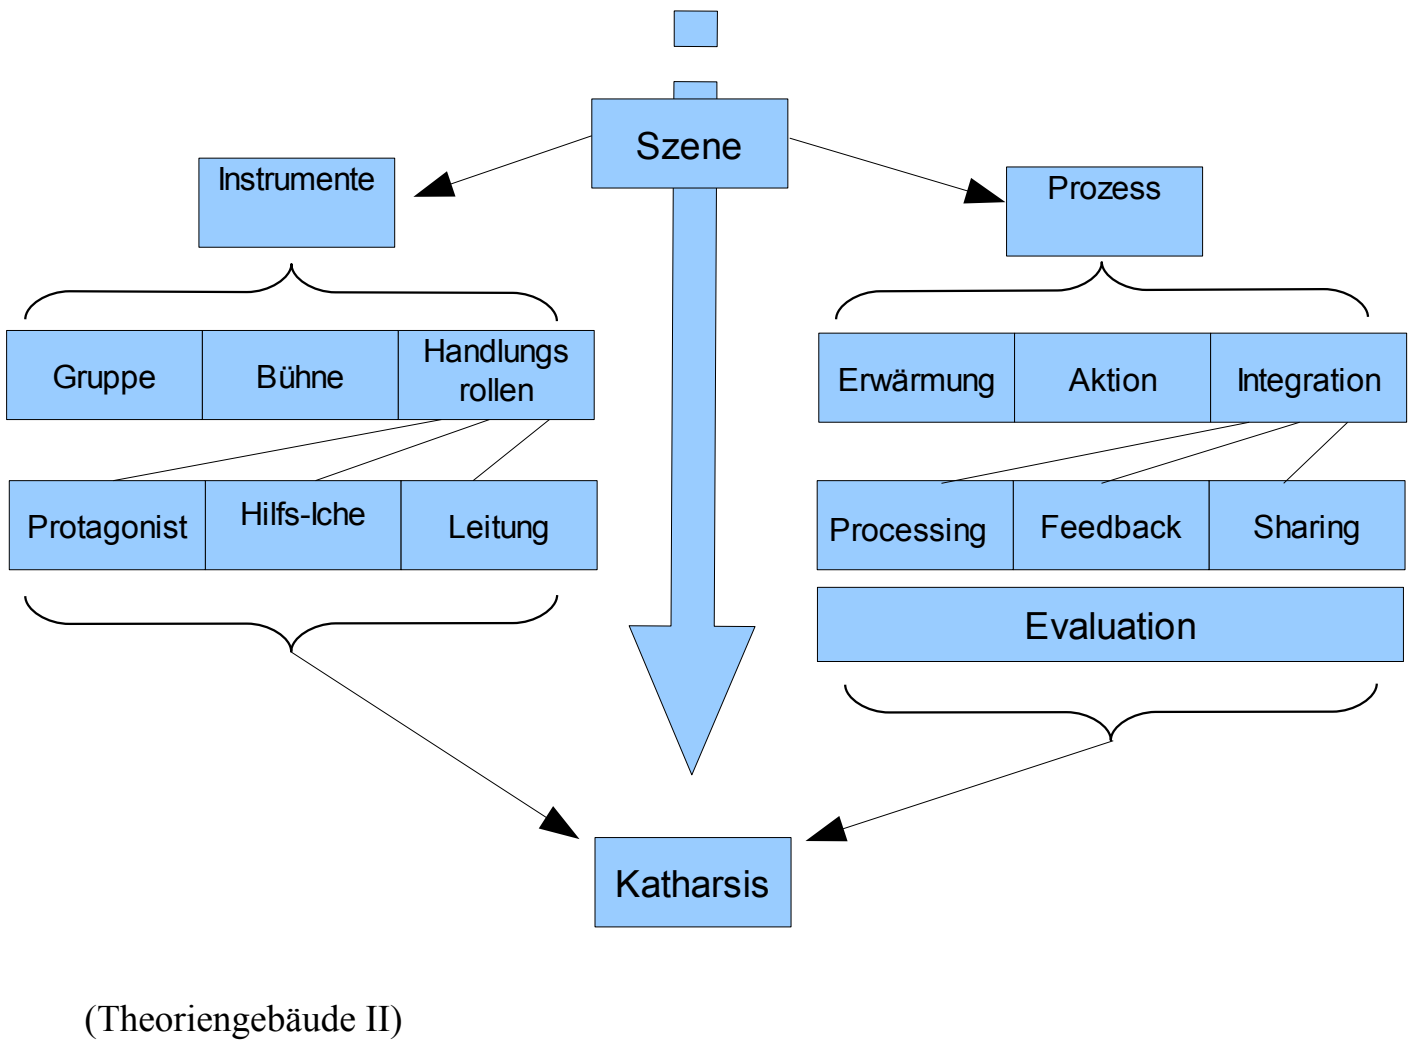 Szene
Instrumente
Prozess
Gruppe
Bühne
Handlungs
rollen
Erwärmung
Aktion
Integration
Protagonist
Hilfs-Iche
Leitung
Processing
Feedback
Sharing
Evaluation
Katharsis
(Theoriengebäude II)